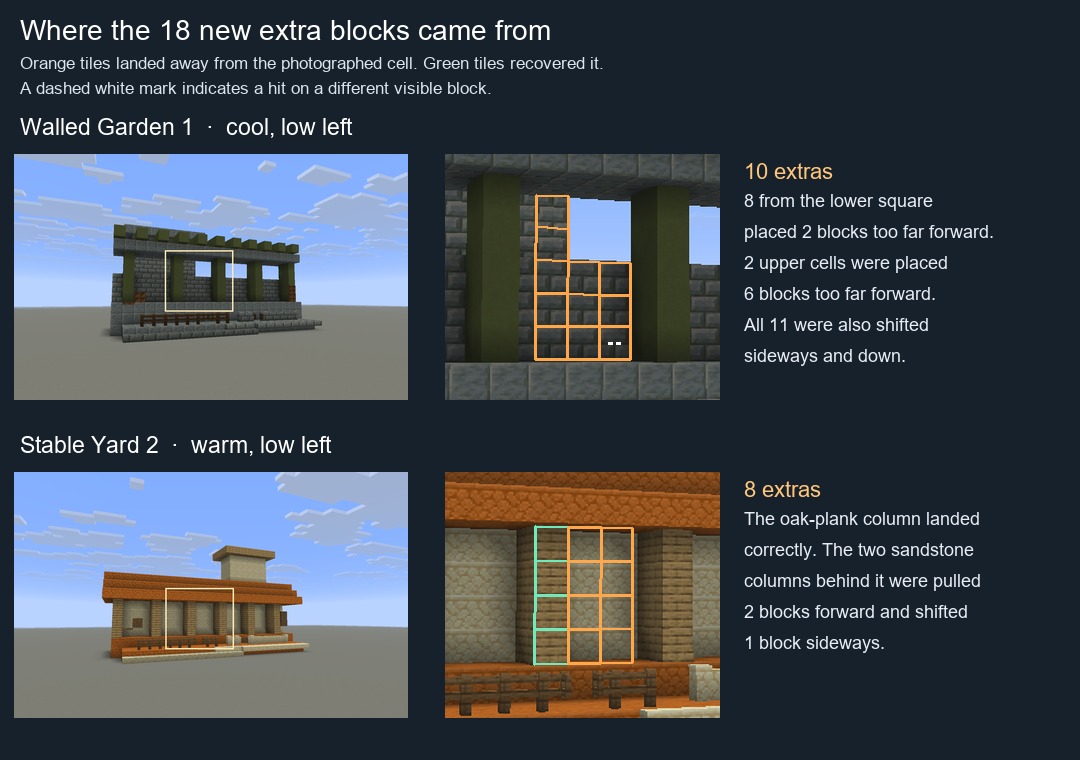 Where the 18 new extra blocks came from
Orange tiles landed away from the photographed cell. Green tiles recovered it.
A dashed white mark indicates a hit on a different visible block.
Walled Garden 1 · cool, low left
10 extras
8 from the lower square
placed 2 blocks too far forward.
2 upper cells were placed
6 blocks too far forward.
All 11 were also shifted
sideways and down.
Stable Yard 2 · warm, low left
8 extras
The oak-plank column landed
correctly. The two sandstone
columns behind it were pulled
2 blocks forward and shifted
1 block sideways.